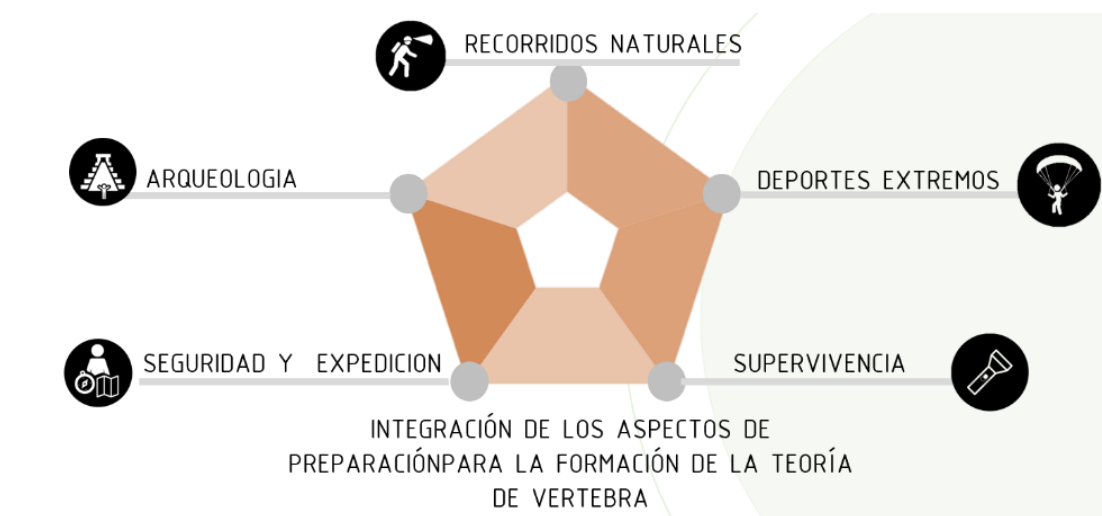 RECORRIDOS NATURALES
ARQUEOLOGIA
DEPORTES EXTREMOS
SEGURIDAD Y EXPEDICION
SUPERVIVENCIA
INTEGRACIÓN DE LOS ASPECTOS DE
PREPARACIÓNPARA LA FORMACIÓN DE LA TEORÍA
DE VERTEBRA